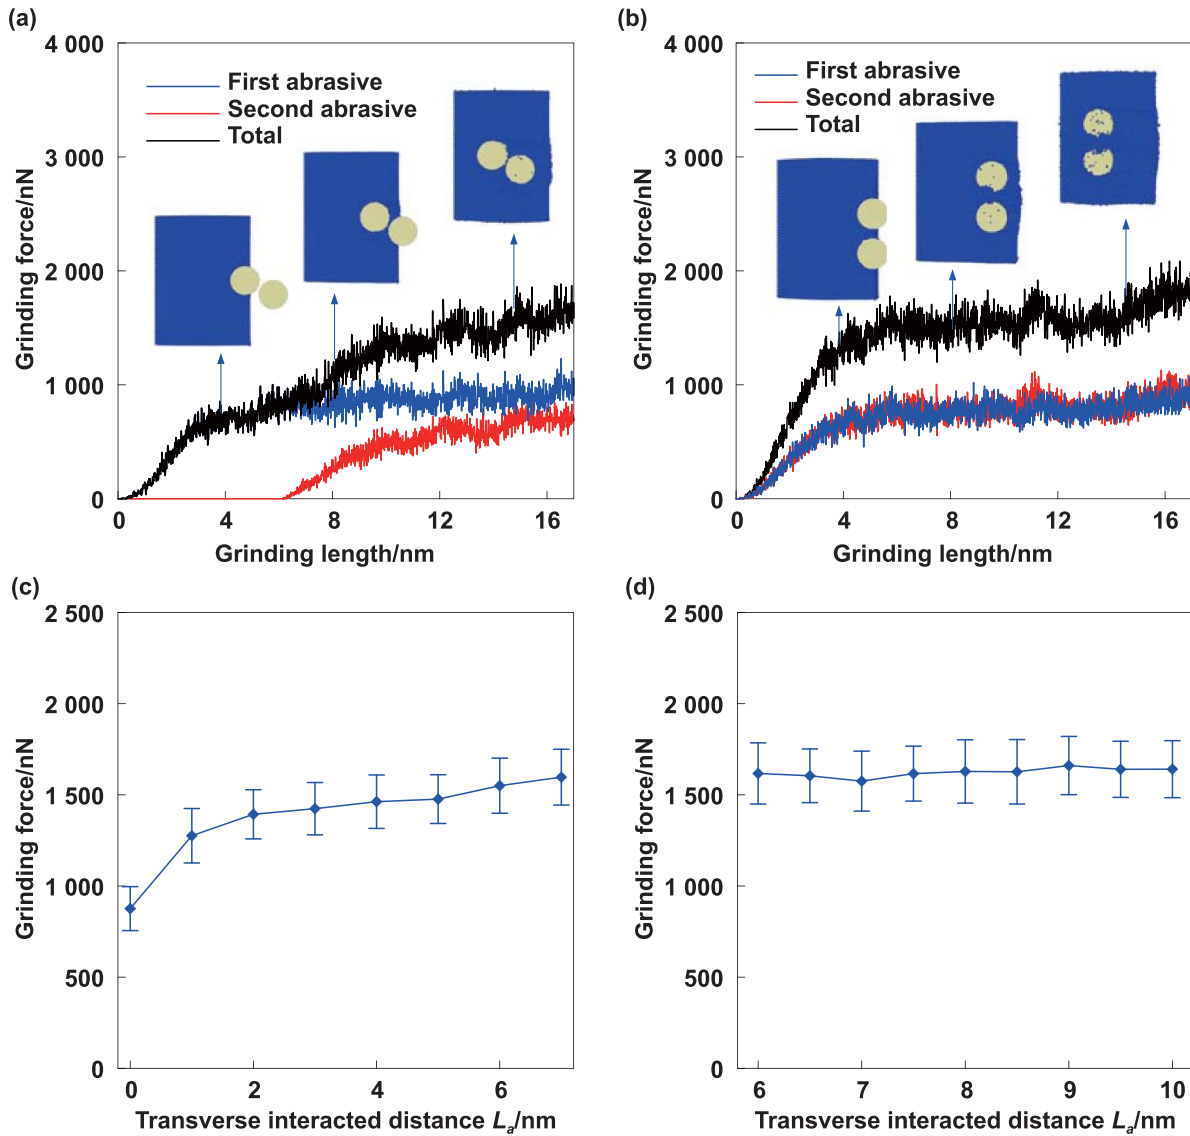 (a)
4 000
3 000
2 000
1 000
0
Grinding force/nN
First abrasive
Second abrasive
Total
0 4 8 12 16
Grinding length/nm
(b)
4 000
3 000
2 000
1 000
0
Grinding force/nN
First abrasive
Second abrasive
Total
0 4 8 12 16
Grinding length/nm
(c)
2 500
2 000
1 500
1 000
500
0
Grinding force/nN
0 2 4 6
Transverse interacted distance La/nm
(d)
2 500
2 000
1 500
1 000
500
0
Grinding force/nN
6 7 8 9 10
Transverse interacted distance La/nm